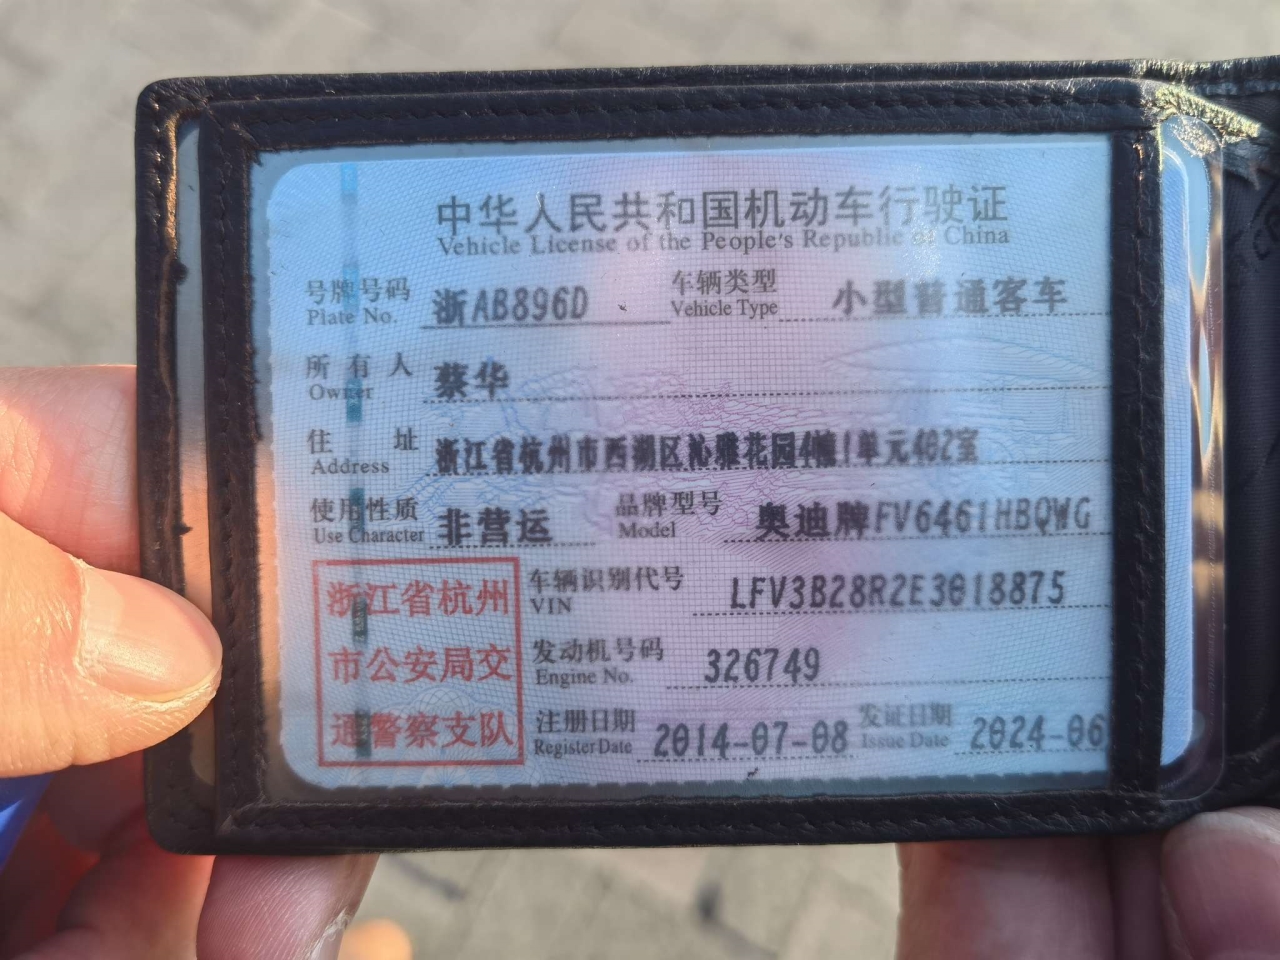 中华人民共和国机动车行驶证
Vehicle License of the People's Republic of China
号牌号码 浙AB896D 车辆类型 小型普通客车
Plate No. Vehicle Type
所有人 蔡华
Owner
住址 浙江省杭州市西湖区沁雅花园4幢1单元402室
Address
使用性质 非营运 品牌型号 奥迪牌FV6461HBQWG
Use Character Model
浙江省杭州 车辆识别代号 LFV3B28R2E3018875
VIN
市公安局交 发动机号码 326749
Engine No.
通警察支队 注册日期 2014-07-08 发证日期 2024-06
Register Date Issue Date